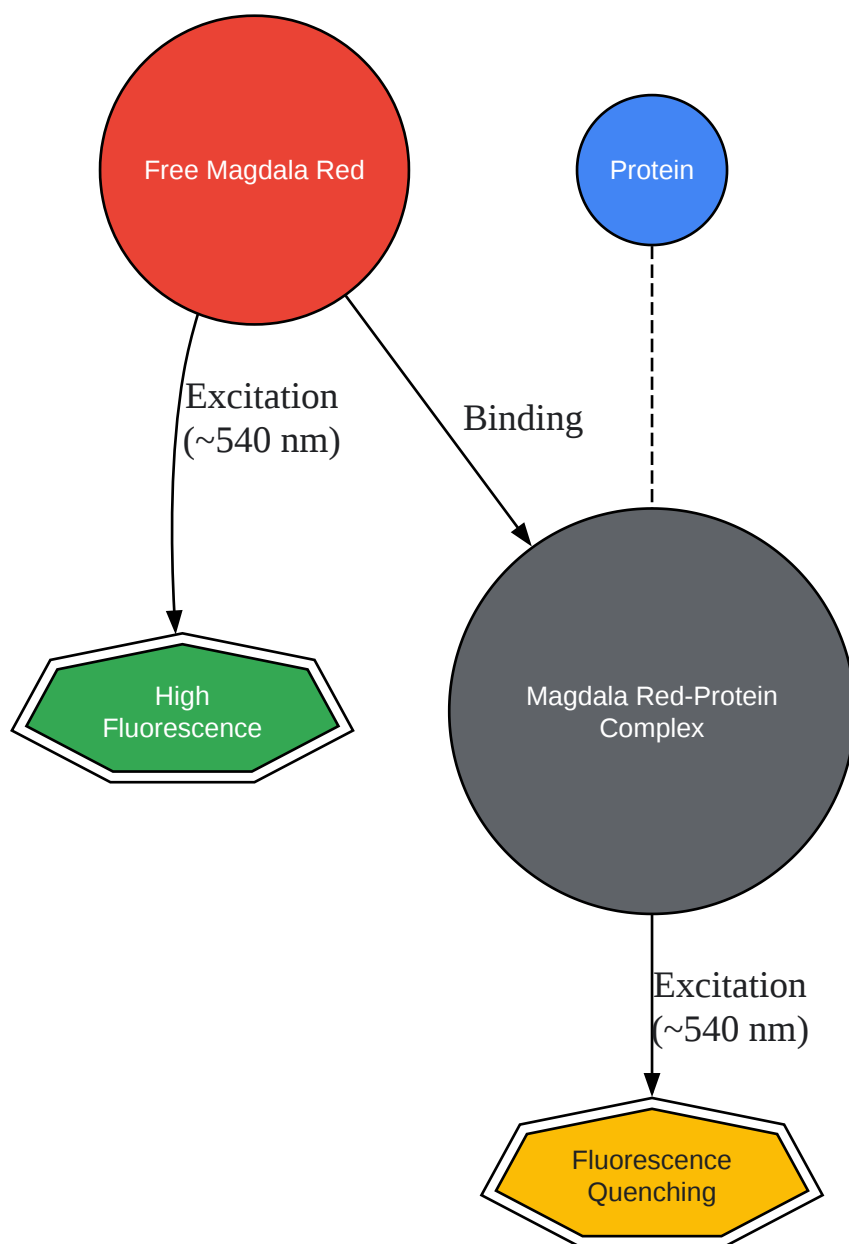 Free Magdala Red
Protein
Excitation
(~540 nm)
Binding
High
Fluorescence
Magdala Red-Protein
Complex
Excitation
(~540 nm)
Fluorescence
Quenching